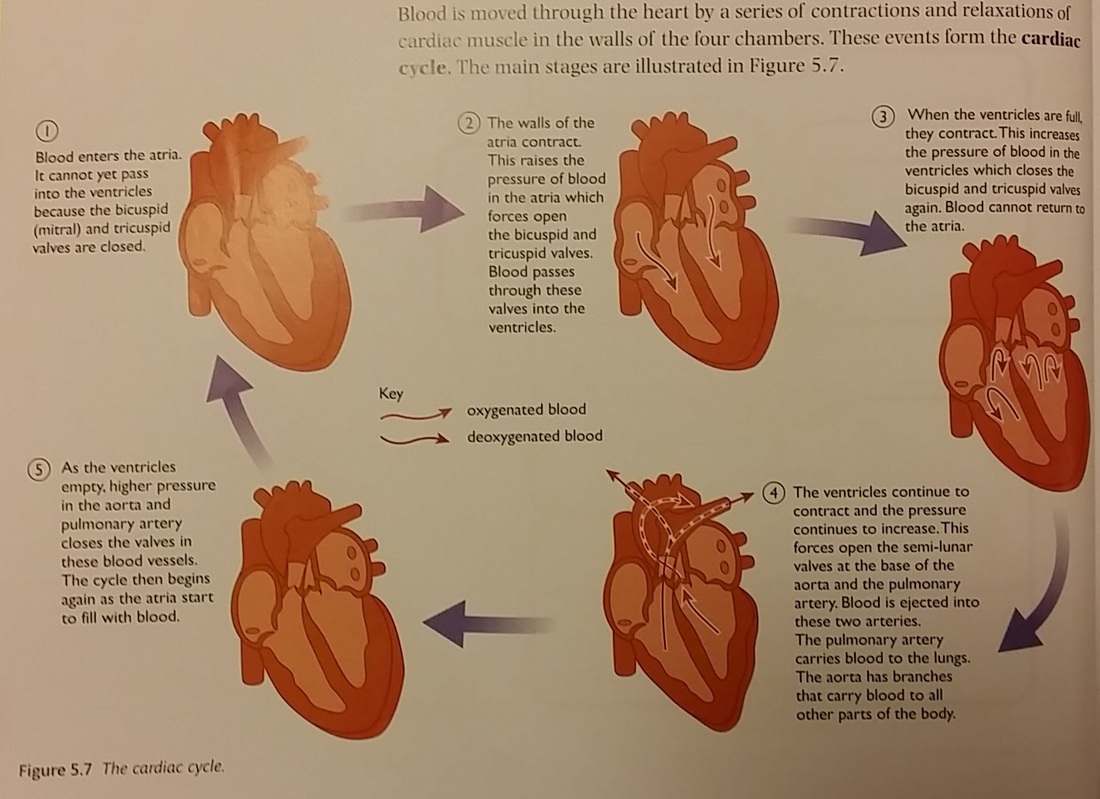 Blood is moved through the heart by a series of contractions and relaxations of
cardiac muscle in the walls of the four chambers. These events form the cardiac
cycle. The main stages are illustrated in Figure 5.7.
1
Blood enters the atria.
It cannot yet pass
into the ventricles
because the bicuspid
(mitral) and tricuspid
valves are closed.
2 The walls of the
atria contract.
This raises the
pressure of blood
in the atria which
forces open
the bicuspid and
tricuspid valves.
Blood passes
through these
valves into the
ventricles.
3 When the ventricles are full,
they contract. This increases
the pressure of blood in the
ventricles which closes the
bicuspid and tricuspid valves
again. Blood cannot return to
the atria.
Key
oxygenated blood
deoxygenated blood
4 The ventricles continue to
contract and the pressure
continues to increase. This
forces open the semi-lunar
valves at the base of the
aorta and the pulmonary
artery. Blood is ejected into
these two arteries.
The pulmonary artery
carries blood to the lungs.
The aorta has branches
that carry blood to all
other parts of the body.
5 As the ventricles
empty, higher pressure
in the aorta and
pulmonary artery
closes the valves in
these blood vessels.
The cycle then begins
again as the atria start
to fill with blood.
Figure 5.7 The cardiac cycle.